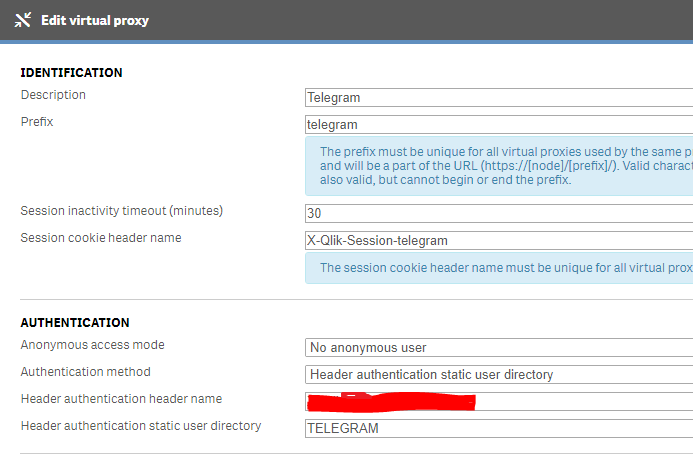 Edit virtual proxy
IDENTIFICATION
Description
Telegram
Prefix
telegram
The prefix must be unique for all virtual proxies used by the same p
and will be a part of the URL (https://[node]/[prefix]/). Valid charact
also valid, but cannot begin or end the prefix.
Session inactivity timeout (minutes)
30
Session cookie header name
X-Qlik-Session-telegram
The session cookie header name must be unique for all virtual prox
AUTHENTICATION
Anonymous access mode
No anonymous user
Authentication method
Header authentication static user directory
Header authentication header name
Header authentication static user directory
TELEGRAM